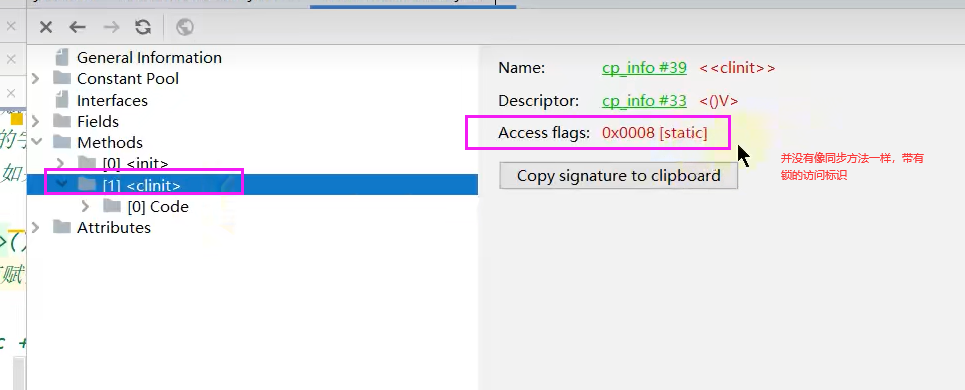 General Information
Constant Pool
Interfaces
Fields
Methods
[0] <init>
[1] <clinit>
[0] Code
Attributes
Name: cp_info #39 <<clinit>>
Descriptor: cp_info #33 <()V>
Access flags: 0x0008 [static]
Copy signature to clipboard
并没有像同步方法一样，带有
锁的访问标识
如
>()
赋
c +